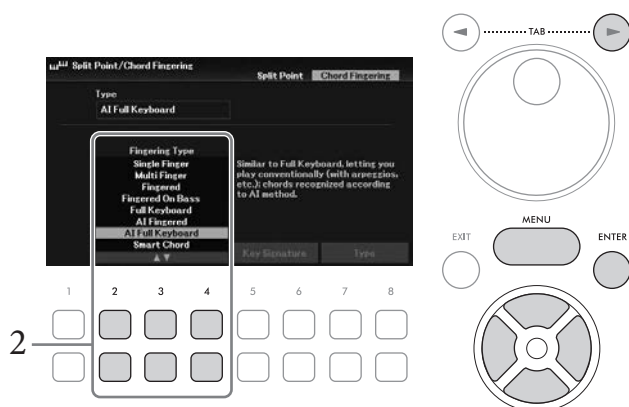 TAB
Split Point/Chord Fingering
Split Point Chord Fingering
Type
AI Full Keyboard
Fingering Type
Single Finger
Multi Finger
Fingered
Fingered On Bass
Full Keyboard
AI Fingered
AI Full Keyboard
Smart Chord
Similar to Full Keyboard, letting you
play conventionally (with arpeggios,
etc.); chords recognized according
to AI method.
Key Signature Type
MENU
EXIT
ENTER
1 2 3 4 5 6 7 8
2